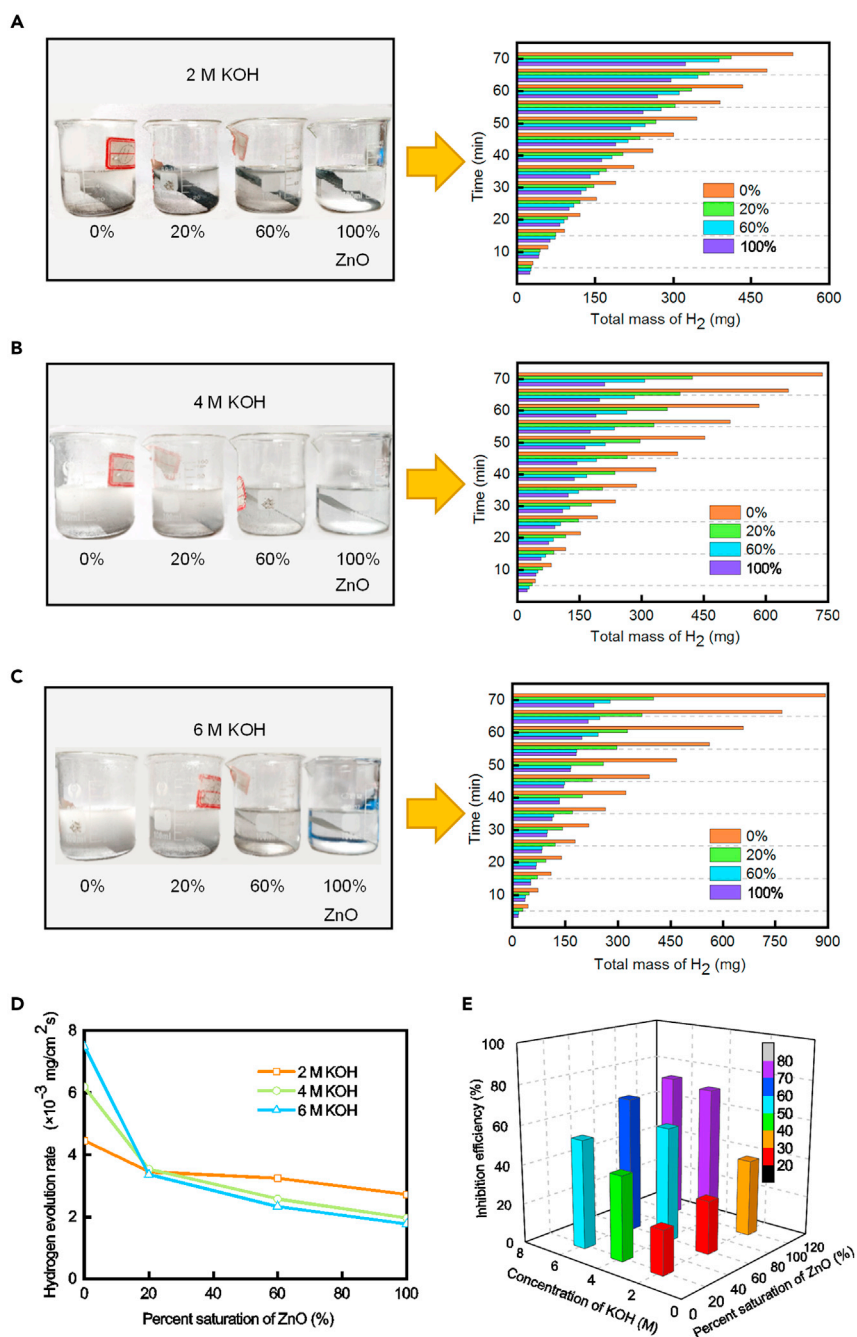 A
2 M KOH
0% 20% 60% 100%
ZnO
Time (min)
70
60
50
40
30
20
10
0% 
20%
60%
100%
0 150 300 450 600
Total mass of H2 (mg)
B
4 M KOH
0% 20% 60% 100%
ZnO
Time (min)
70
60
50
40
30
20
10
0%
20%
60%
100%
0 150 300 450 600 750
Total mass of H2 (mg)
C
6 M KOH
0% 20% 60% 100%
ZnO
Time (min)
70
60
50
40
30
20
10
0%
20%
60%
100%
0 150 300 450 600 750 900
Total mass of H2 (mg)
D
Hydrogen evolution rate (×10⁻³ mg/cm²s)
8
6
4
2
0
2 M KOH
4 M KOH
6 M KOH
0 20 40 60 80 100
Percent saturation of ZnO (%)
E
Inhibition efficiency (%)
100
80
60
40
20
0
80
70
60
50
40
30
20
8 6 4 2 0
Concentration of KOH (M)
0 20 40 60 80 100 120
Percent saturation of ZnO (%)